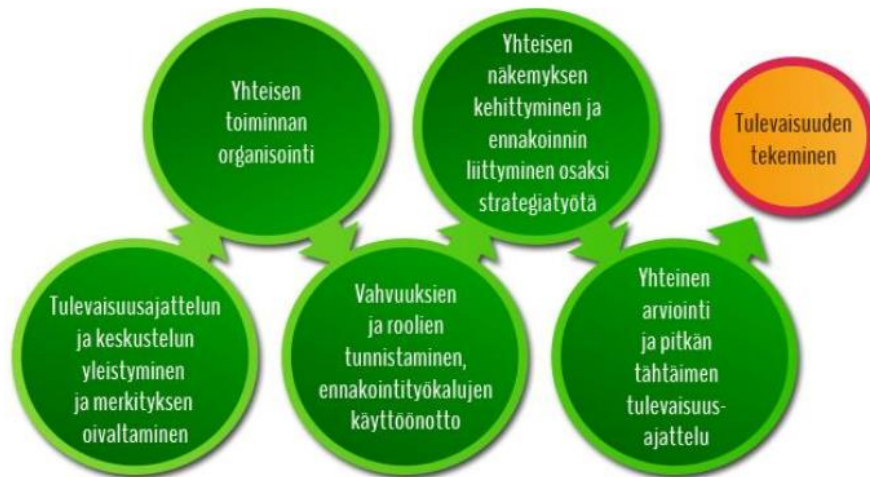 Tulevaisuusajattelun
ja keskustelun
yleistyminen
ja merkityksen
oivaltaminen
Yhteisen
toiminnan
organisointi
Vahvuuksien
ja roolien
tunnistaminen,
ennakointityökalujen
käyttöönotto
Yhteisen
näkemyksen
kehittyminen ja
ennakoinnin
liittyminen osaksi
strategiatyötä
Yhteinen
arviointi
ja pitkän
tähtäimen
tulevaisuus-
ajattelu
Tulevaisuuden
tekeminen